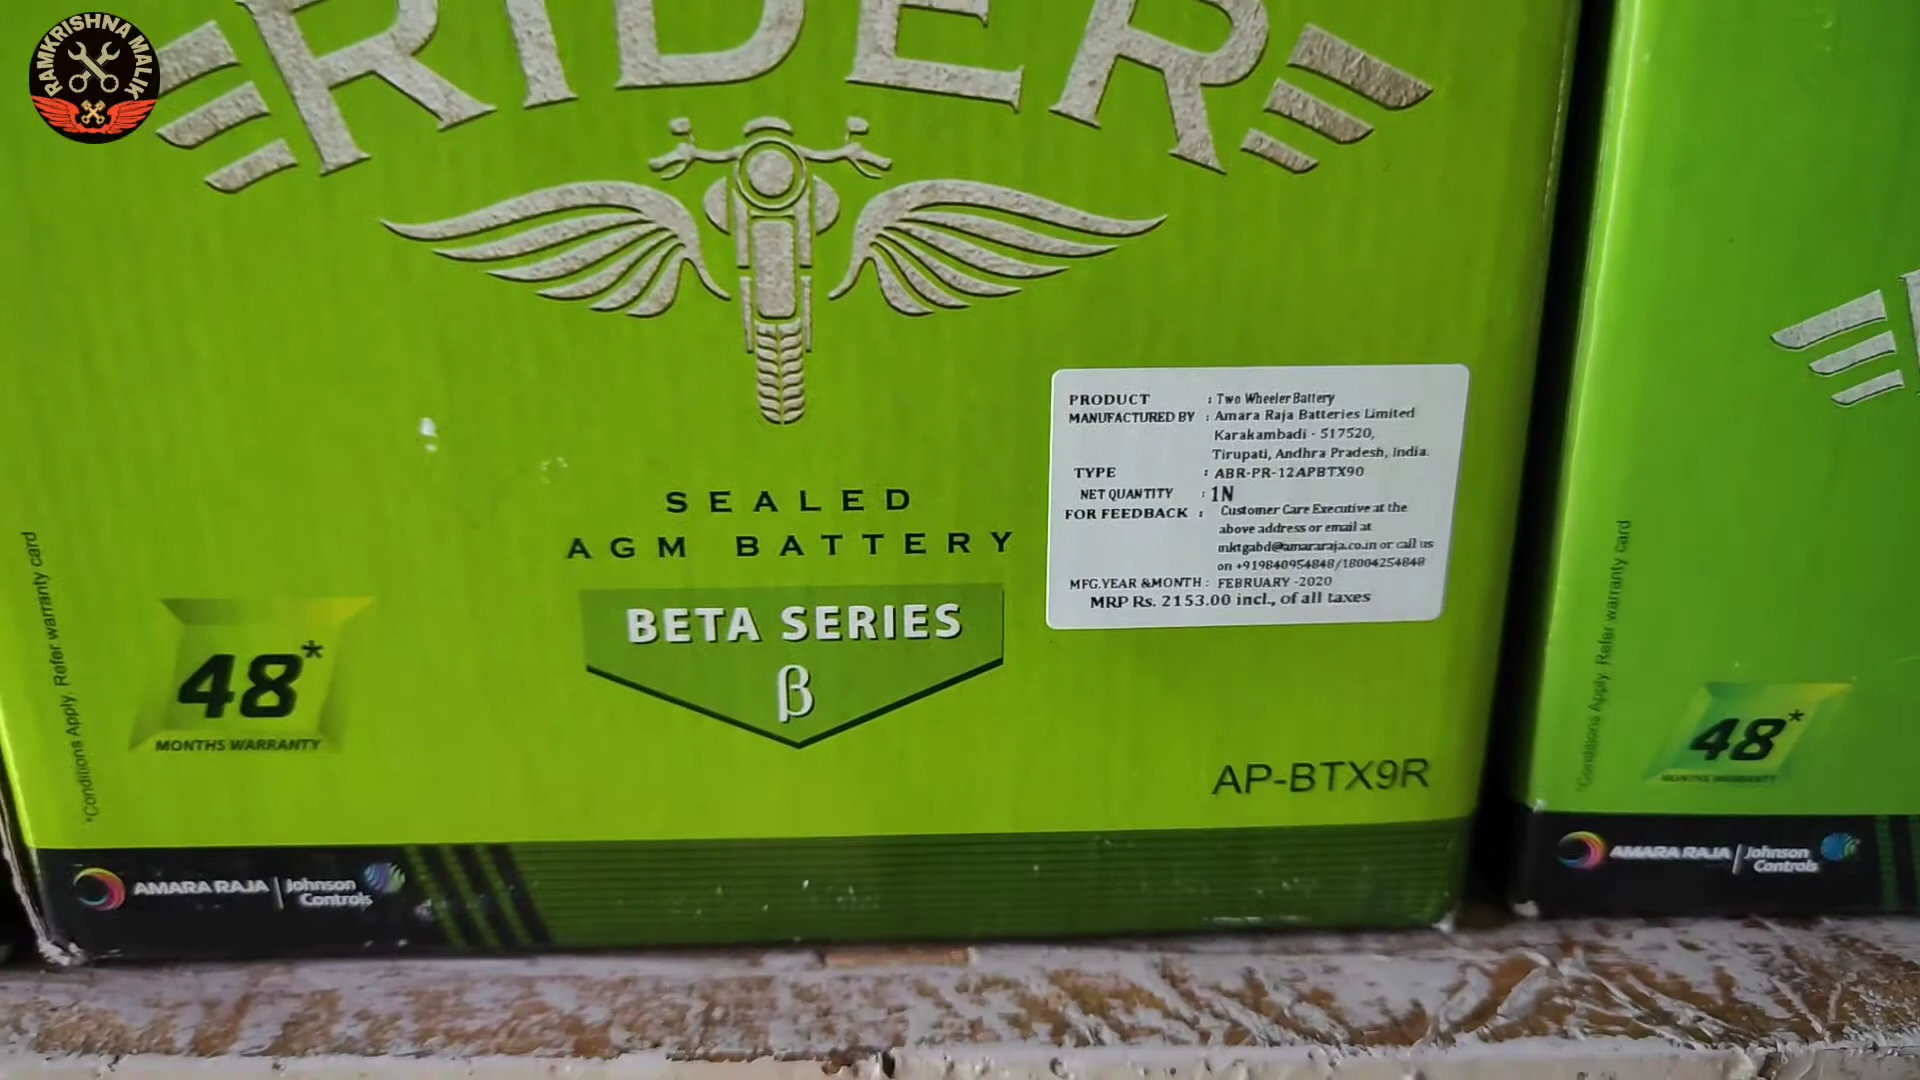 RAMKRISHNA MALIK
RIDER
PRODUCT : Two Wheeler Battery
MANUFACTURED BY : Amara Raja Batteries Limited
Karakambadi - 517520,
Tirupati, Andhra Pradesh, India.
TYPE : ABR-PR-12APBTX90
NET QUANTITY : 1N
FOR FEEDBACK : Customer Care Executive at the
above address or email at
mktgabd@amararaja.co.in or call us
on +919840954848/18004254848
MFG.YEAR &MONTH : FEBRUARY -2020
MRP Rs. 2153.00 incl., of all taxes
SEALED
AGM BATTERY
BETA SERIES
β
48*
MONTHS WARRANTY
*Conditions Apply. Refer warranty card
AP-BTX9R
AMARA RAJA | Johnson
Controls
*Conditions Apply. Refer warranty card
48*
MONTHS WARRANTY
AMARA RAJA | Johnson
Controls